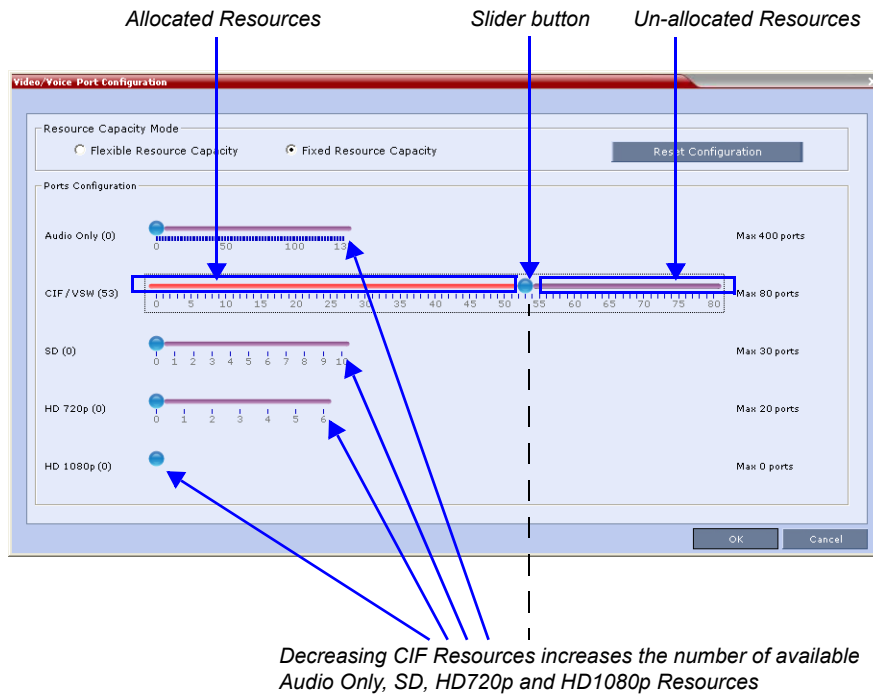 Allocated Resources Slider button Un-allocated Resources
Video/Voice Port Configuration
Resource Capacity Mode
Flexible Resource Capacity Fixed Resource Capacity Reset Configuration
Ports Configuration
Audio Only (0) Max 400 ports
0 50 100 13
CIF/VSW (53) Max 80 ports
0 5 10 15 20 25 30 35 40 45 50 55 60 65 70 75 80
SD (0) Max 30 ports
0 1 2 3 4 5 6 7 8 9 10
HD 720p (0) Max 20 ports
0 1 2 3 4 5 6
HD 1080p (0) Max 0 ports
OK Cancel
Decreasing CIF Resources increases the number of available
Audio Only, SD, HD720p and HD1080p Resources